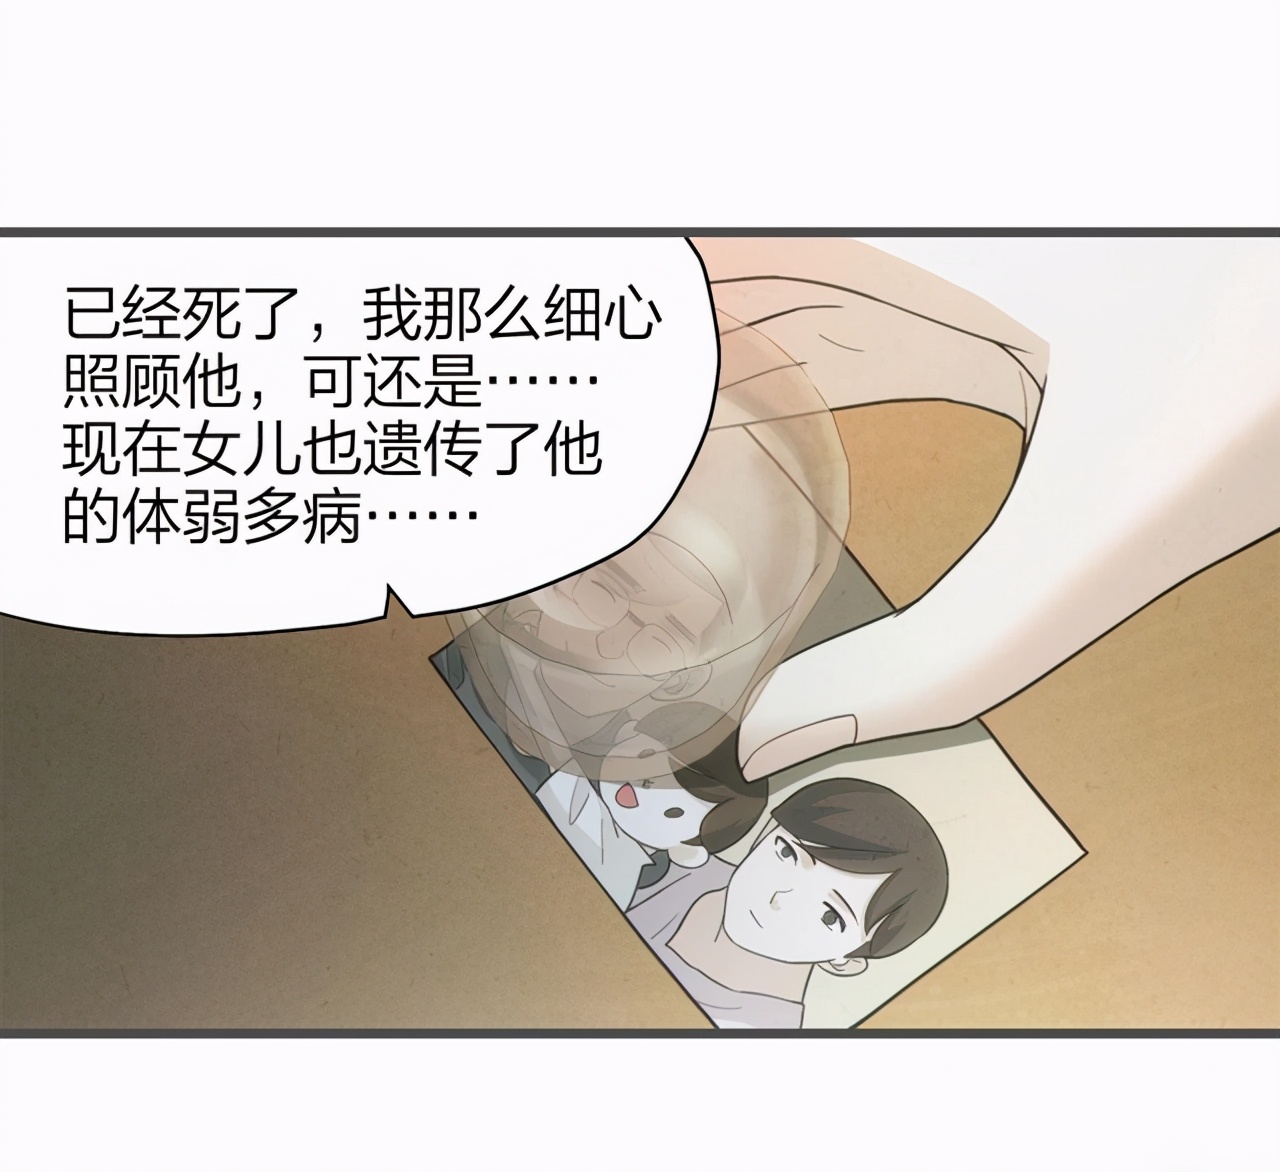 已经死了，我那么细心
照顾他，可还是……
现在女儿也遗传了他
的体弱多病……